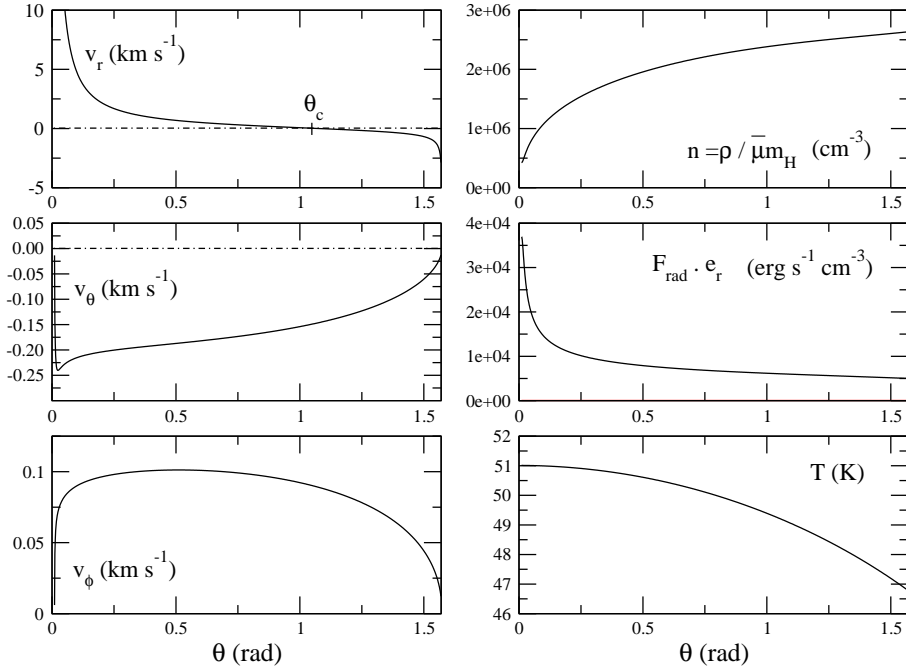 10
5
0
-5
v_r (km s^-1)
θ_c
0
0.5
1
1.5
3e+06
2e+06
1e+06
0e+00
n =ρ / μ̅m_H (cm^-3)
0
0.5
1
1.5
0.05
0.00
-0.05
-0.10
-0.15
-0.20
-0.25
v_θ (km s^-1)
0
0.5
1
1.5
4e+04
3e+04
2e+04
1e+04
0e+00
F_rad . e_r (erg s^-1 cm^-3)
0
0.5
1
1.5
0.1
0.05
0
v_ϕ (km s^-1)
0
0.5
1
1.5
θ (rad)
52
51
50
49
48
47
46
T (K)
0
0.5
1
1.5
θ (rad)